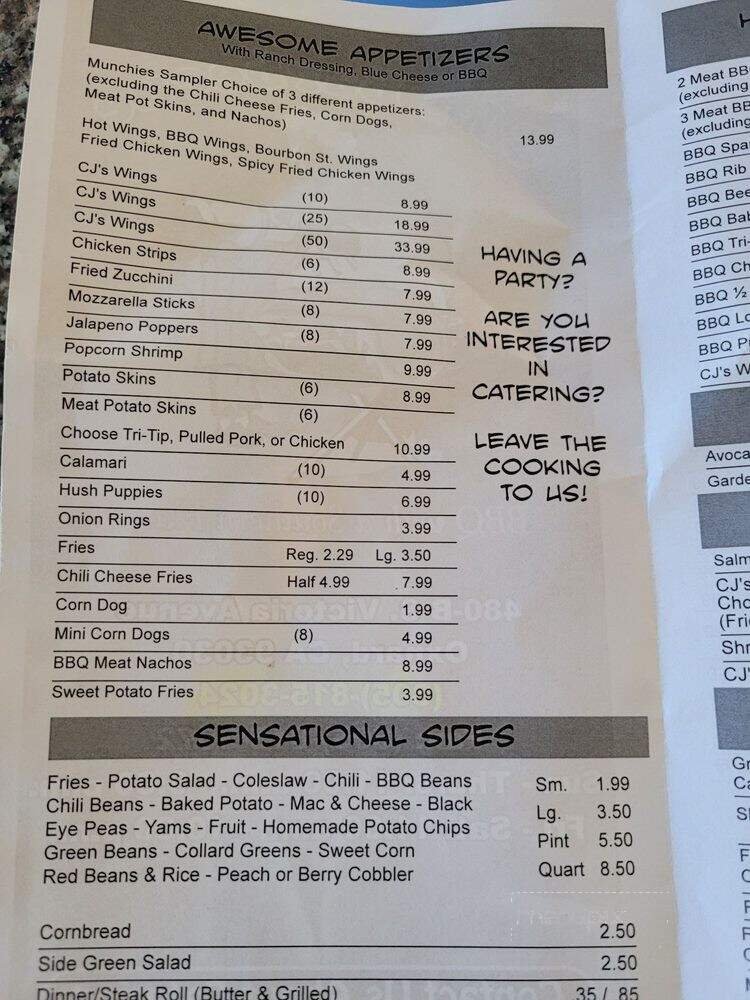 AWESOME APPETIZERS
With Ranch Dressing, Blue Cheese or BBQ
Munchies Sampler Choice of 3 different appetizers:
(excluding the Chili Cheese Fries, Corn Dogs,
Meat Pot Skins, and Nachos) 13.99
Hot Wings, BBQ Wings, Bourbon St. Wings
Fried Chicken Wings, Spicy Fried Chicken Wings
CJ's Wings (10) 8.99
CJ's Wings (25) 18.99
CJ's Wings (50) 33.99
Chicken Strips (6) 8.99
Fried Zucchini (12) 7.99
Mozzarella Sticks (8) 7.99
Jalapeno Poppers (8) 7.99
Popcorn Shrimp 9.99
Potato Skins (6) 8.99
Meat Potato Skins (6)
Choose Tri-Tip, Pulled Pork, or Chicken 10.99
Calamari (10) 4.99
Hush Puppies (10) 6.99
Onion Rings 3.99
Fries Reg. 2.29 Lg. 3.50
Chili Cheese Fries Half 4.99 7.99
Corn Dog 1.99
Mini Corn Dogs (8) 4.99
BBQ Meat Nachos 8.99
Sweet Potato Fries 3.99
HAVING A
PARTY?
ARE YOU
INTERESTED
IN
CATERING?
LEAVE THE
COOKING
TO US!
SENSATIONAL SIDES
Fries - Potato Salad - Coleslaw - Chili - BBQ Beans Sm. 1.99
Chili Beans - Baked Potato - Mac & Cheese - Black Lg. 3.50
Eye Peas - Yams - Fruit - Homemade Potato Chips Pint 5.50
Green Beans - Collard Greens - Sweet Corn Quart 8.50
Red Beans & Rice - Peach or Berry Cobbler
Cornbread 2.50
Side Green Salad 2.50
Dinner/Steak Roll (Butter & Grilled) .35 / .85
2 Meat BB
(excluding
3 Meat BB
(excluding
BBQ Spa
BBQ Rib
BBQ Bee
BBQ Bab
BBQ Tri-
BBQ Ch
BBQ ½
BBQ Lo
BBQ P
CJ's W
Avoca
Garde
Salm
CJ's
Cho
(Fri
Shr
CJ'